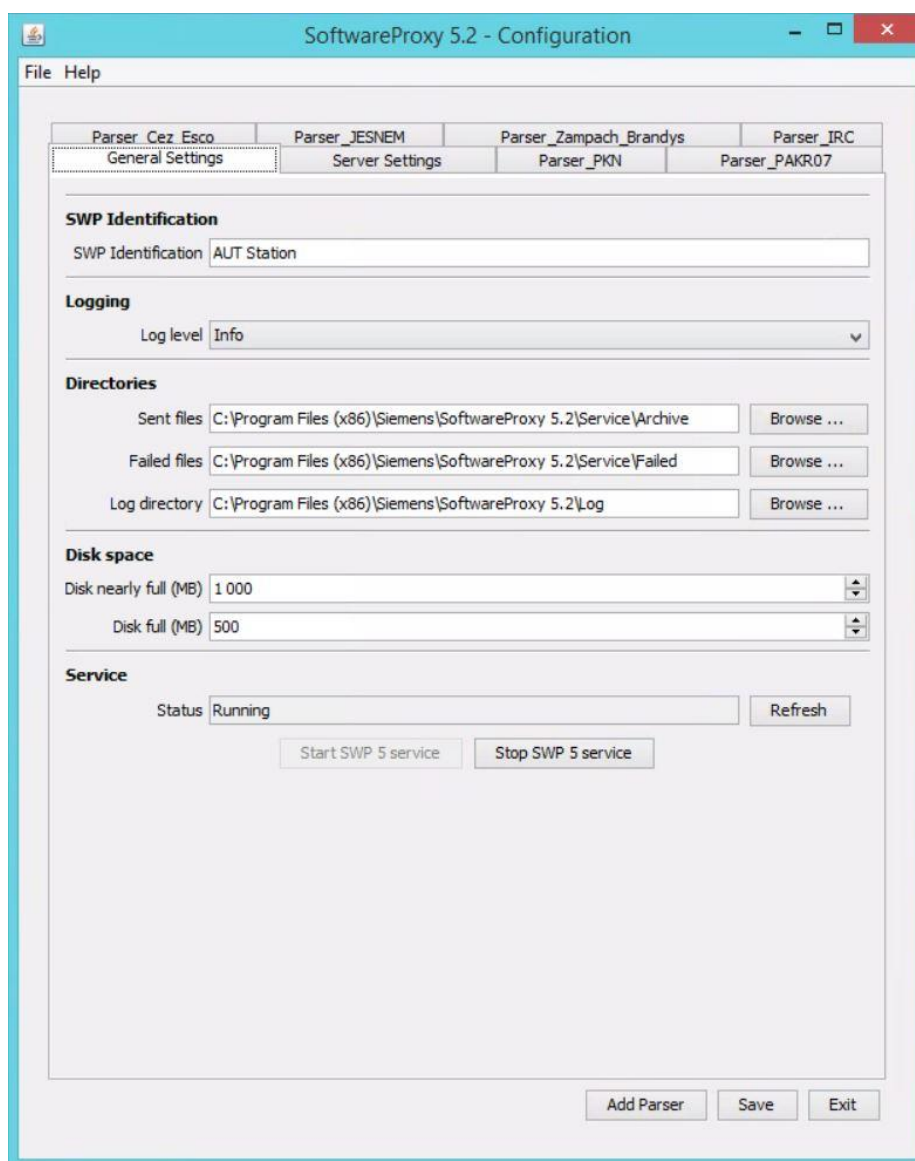 SoftwareProxy 5.2 - Configuration
File Help
Parser_Cez_Esco Parser_JESNEM Parser_Zampach_Brandys Parser_IRC
General Settings Server Settings Parser_PKN Parser_PAKR07
SWP Identification
SWP Identification AUT Station
Logging
Log level Info
Directories
Sent files C:\Program Files (x86)\Siemens\SoftwareProxy 5.2\Service\Archive Browse ...
Failed files C:\Program Files (x86)\Siemens\SoftwareProxy 5.2\Service\Failed Browse ...
Log directory C:\Program Files (x86)\Siemens\SoftwareProxy 5.2\Log Browse ...
Disk space
Disk nearly full (MB) 1 000
Disk full (MB) 500
Service
Status Running Refresh
Start SWP 5 service Stop SWP 5 service
Add Parser Save Exit